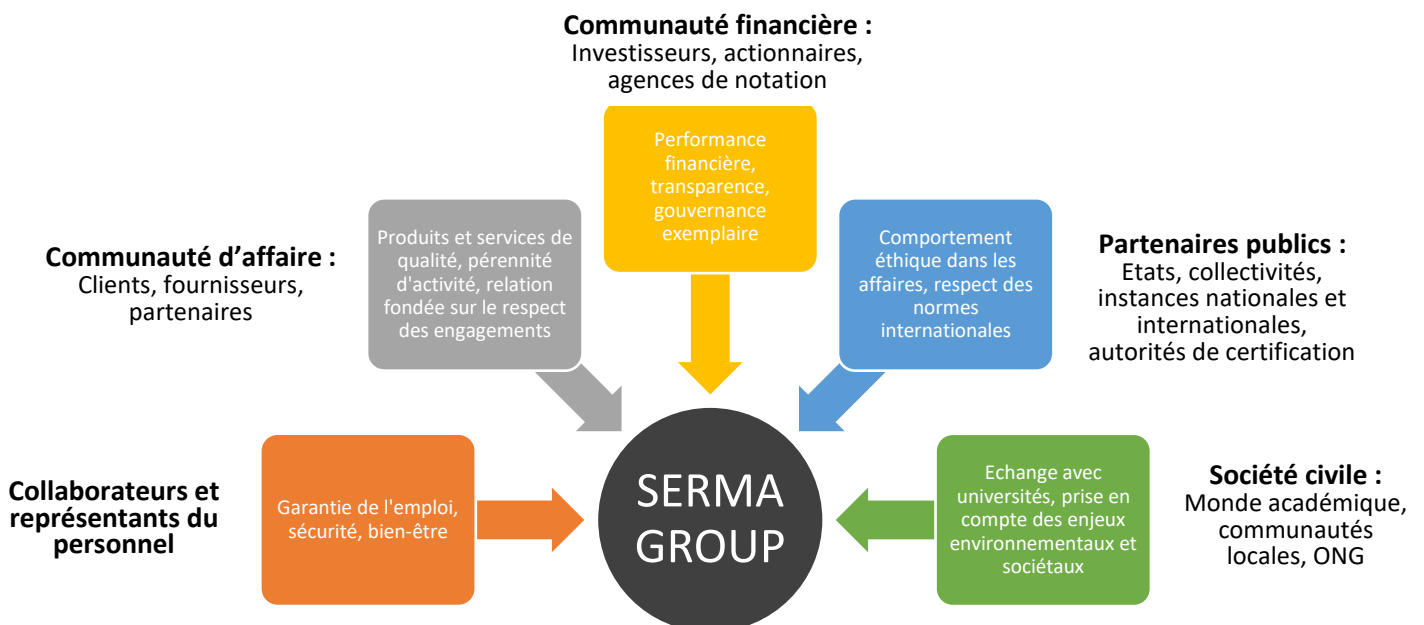 Communauté financière :
Investisseurs, actionnaires,
agences de notation
Performance
financière,
transparence,
gouvernance
exemplaire
Communauté d’affaire :
Clients, fournisseurs,
partenaires
Produits et services de
qualité, pérennité
d'activité, relation
fondée sur le respect
des engagements
Comportement
éthique dans les
affaires, respect des
normes
internationales
Partenaires publics :
Etats, collectivités,
instances nationales et
internationales,
autorités de certification
Collaborateurs et
représentants du
personnel
Garantie de l'emploi,
sécurité, bien-être
SERMA
GROUP
Echange avec
universités, prise en
compte des enjeux
environnementaux et
sociétaux
Société civile :
Monde académique,
communautés
locales, ONG